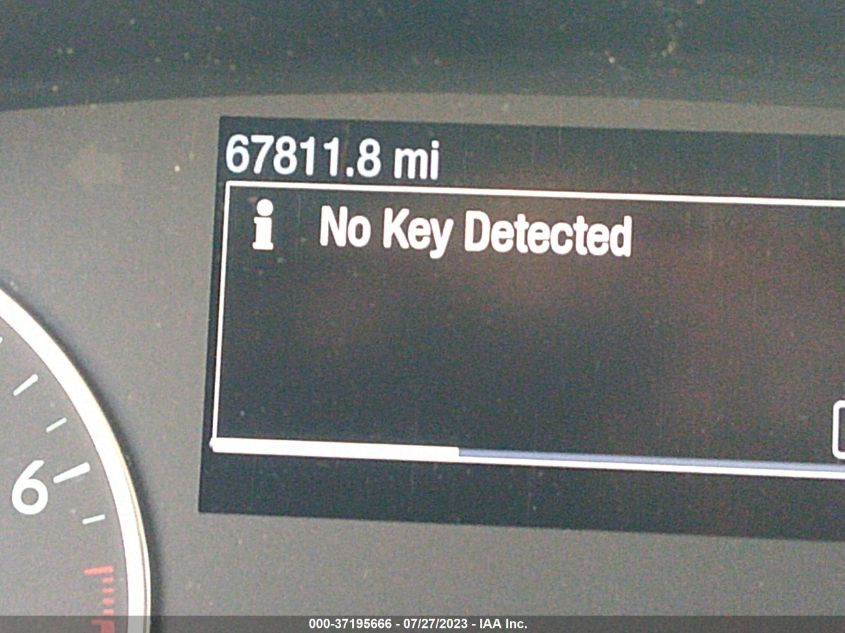 67811.8 mi
i No Key Detected
6
000-37195666 - 07/27/2023 - IAA Inc.